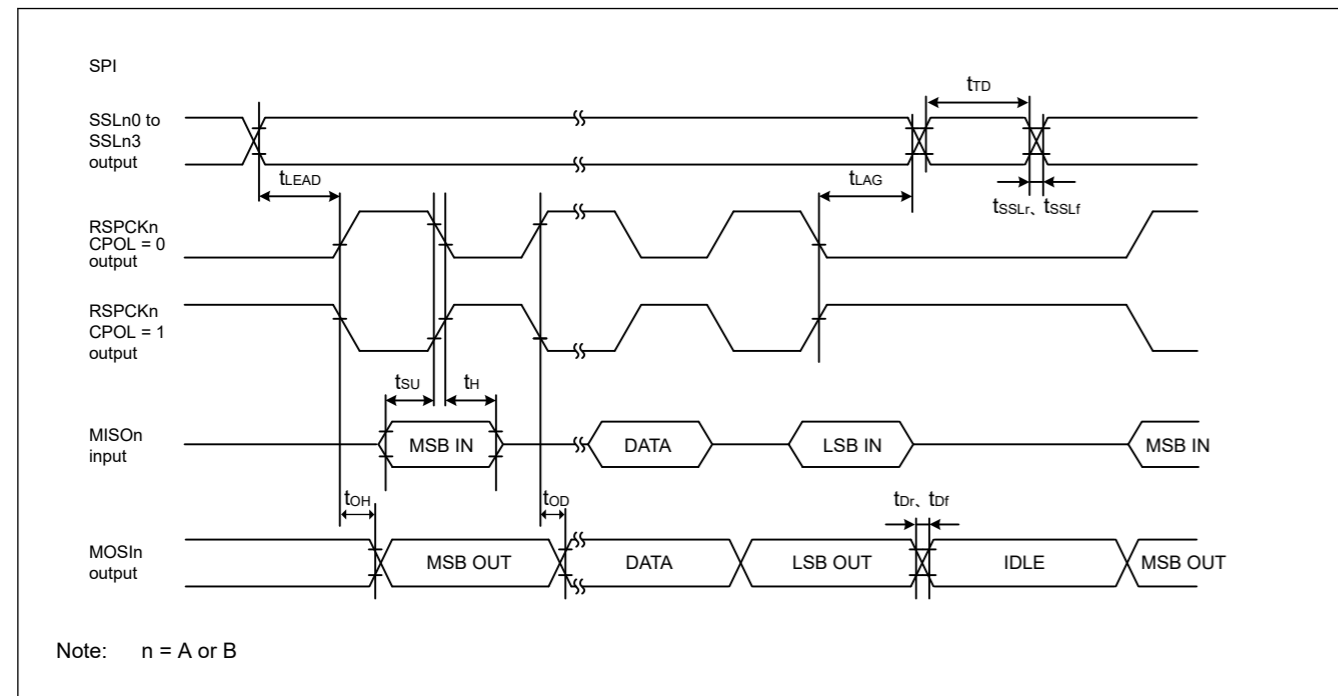 SPI
tTD
SSLn0 to
SSLn3
output
tLEAD
tLAG
tSSLr、tSSLf
RSPCKn
CPOL = 0
output
RSPCKn
CPOL = 1
output
tSU
tH
MISOn
input
MSB IN
DATA
LSB IN
MSB IN
tOH
tOD
tDr、tDf
MOSIn
output
MSB OUT
DATA
LSB OUT
IDLE
MSB OUT
Note: n = A or B